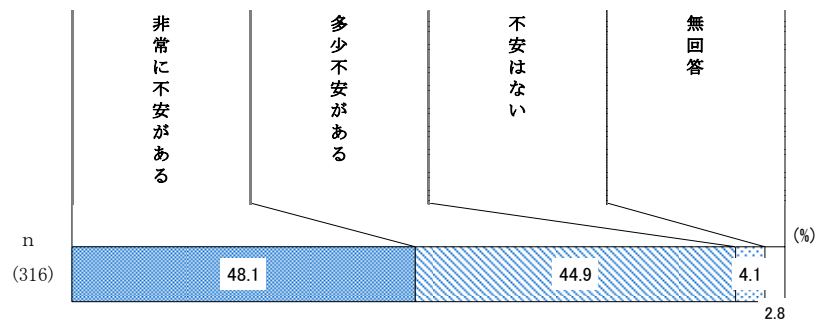 非常に不安がある
多少不安がある
不安はない
無回答
n
(%)
(316)
48.1
44.9
4.1
2.8